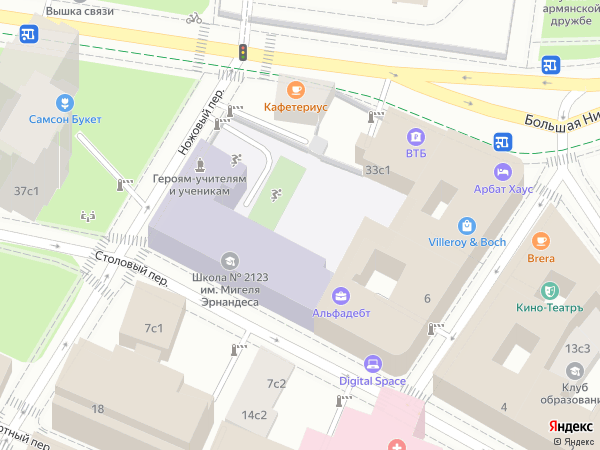 Вышка связи
армянской
дружбе
Кафетериус
Самсон Букет
Ножовый пер.
Большая Ни
ВТБ
33с1
Героям-учителям
и ученикам
Арбат Хаус
37с1
Villeroy & Boch
Brera
Столовый пер.
Школа № 2123
им. Мигеля
Эрнандеса
Альфадебт
6
Кино-Театръ
7с1
13с3
Digital Space
7с2
Клуб
образовани
18
14с2
4
ртный пер.
Яндекс
© Яндекс